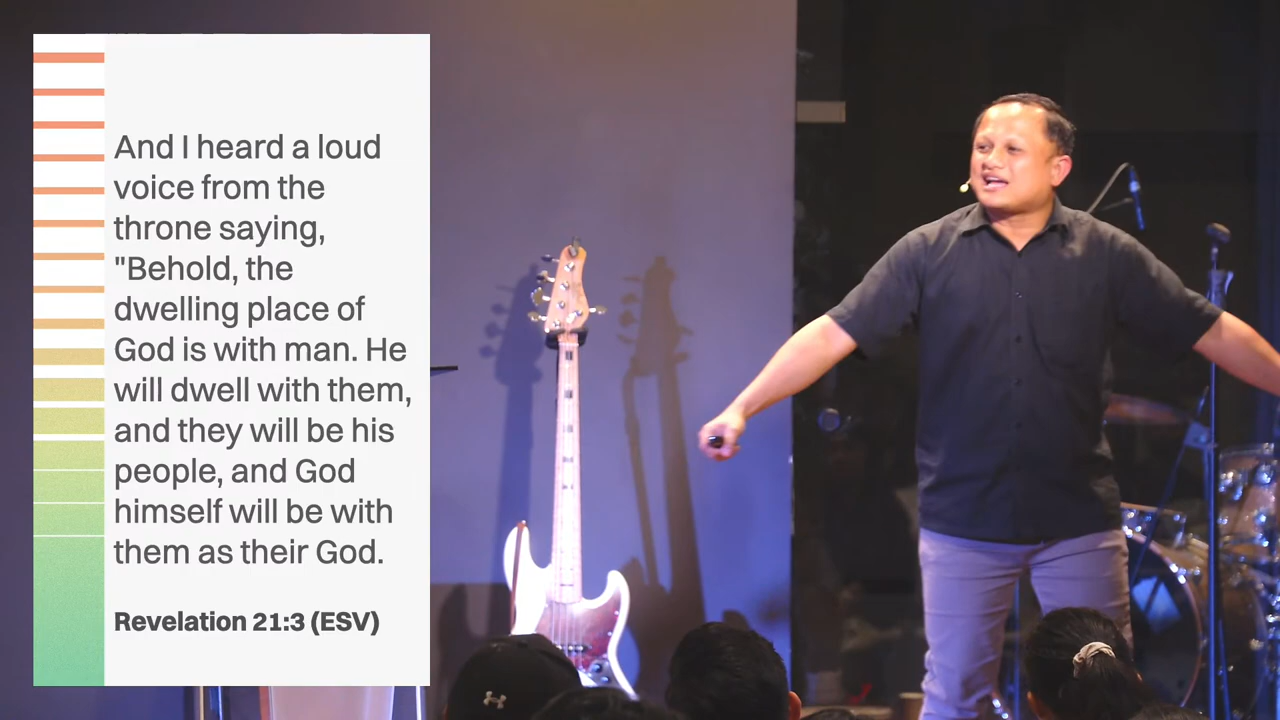 And I heard a loud
voice from the
throne saying,
"Behold, the
dwelling place of
God is with man. He
will dwell with them,
and they will be his
people, and God
himself will be with
them as their God.
Revelation 21:3 (ESV)